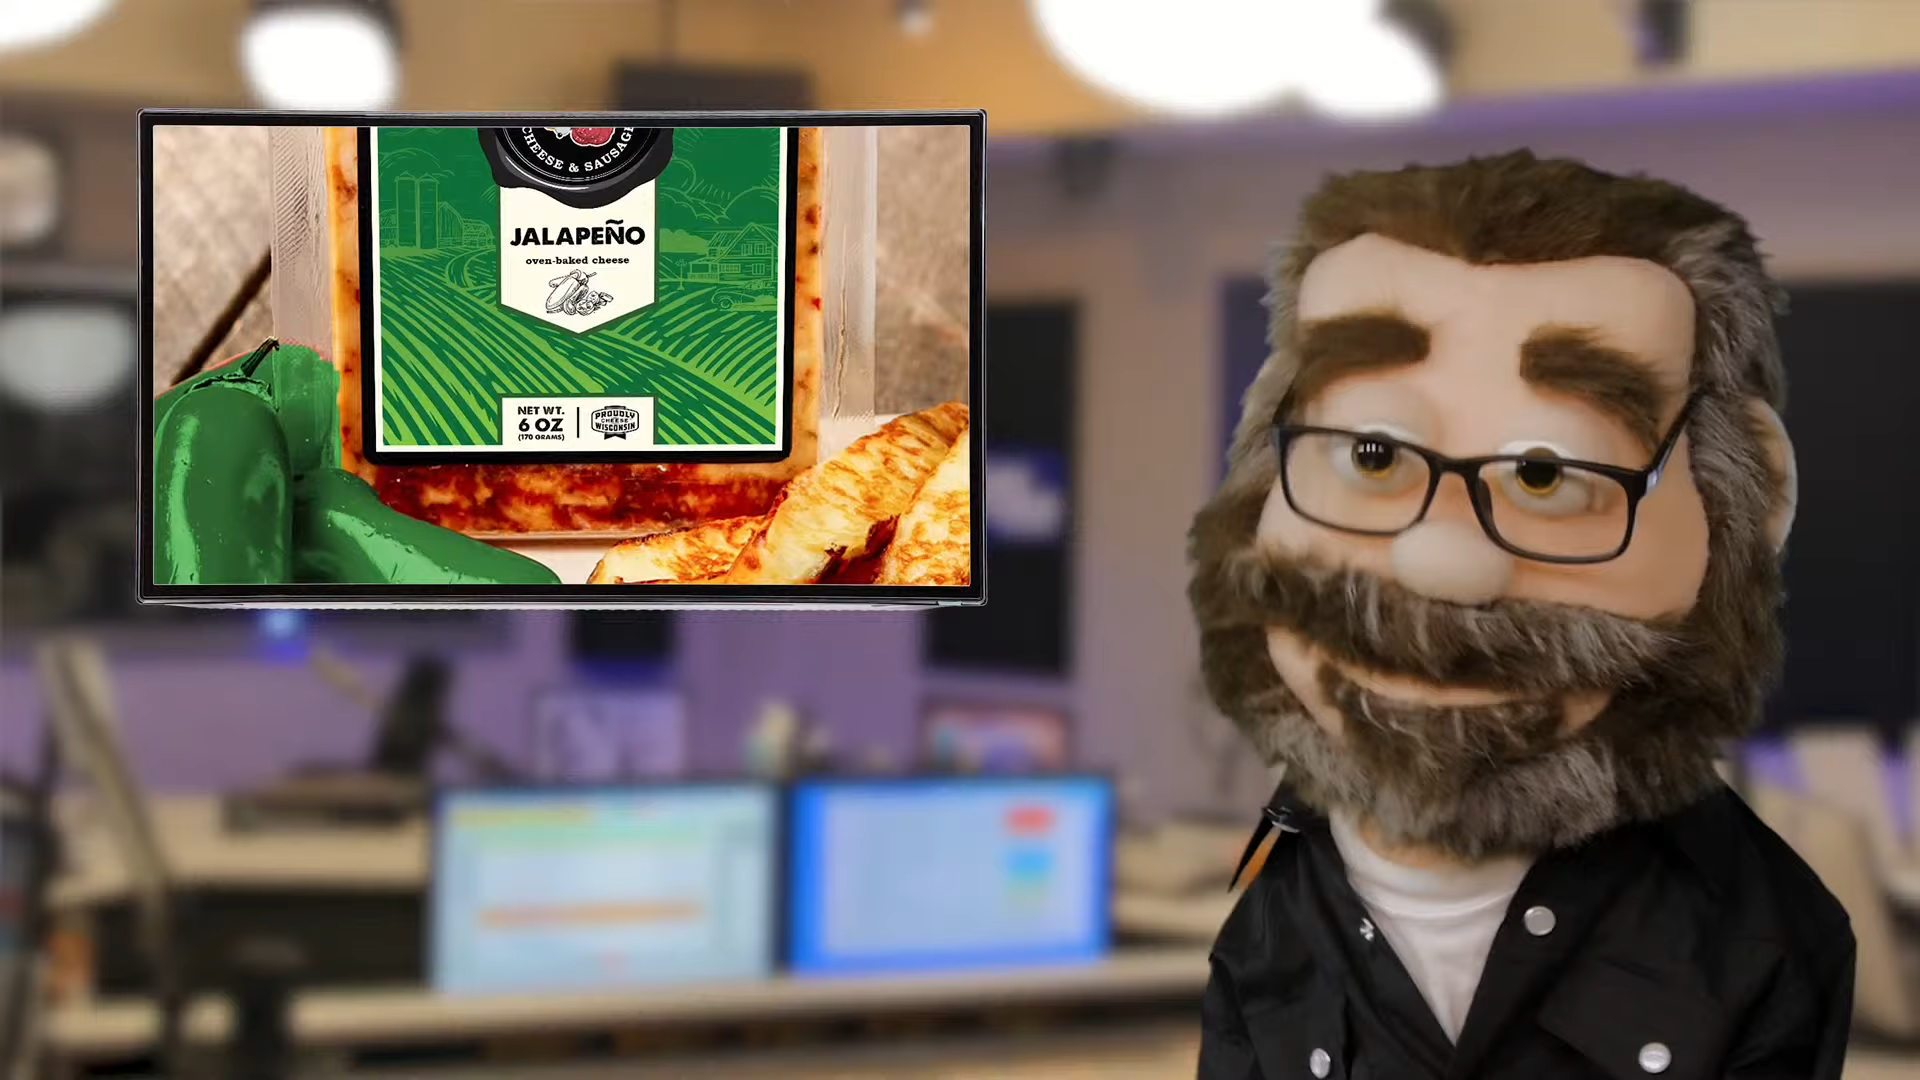 CHEESE & SAUSAGE
JALAPEÑO
oven-baked cheese
NET WT.
6 OZ
(170 GRAMS)
PROUDLY
WISCONSIN
CHEESE